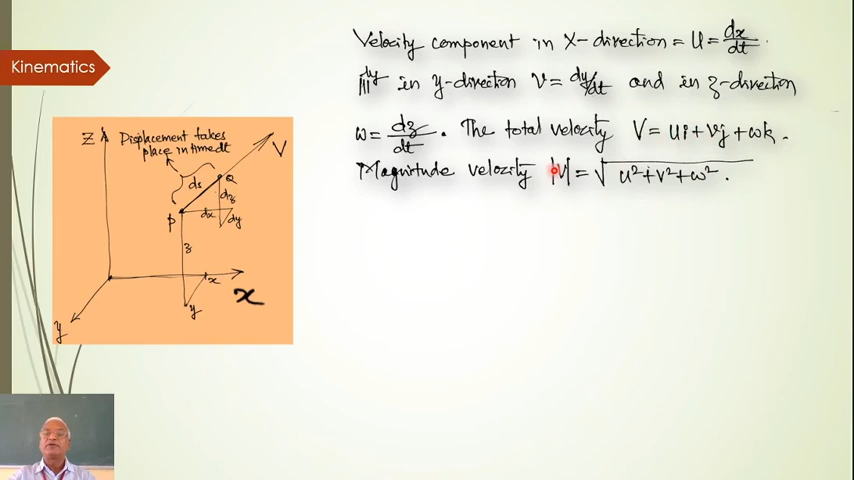 Kinematics
Velocity component in X-direction = U = dx/dt.
|||ly in y-direction v = dy/dt and in z-direction
w = dz/dt. The total velocity V = ui + vj + wk.
Magnitude velocity |V| = √u²+v²+w².
Z Displacement takes
place in time dt
V
ds
Q
dz
P
dx
dy
z
x
y
x
y